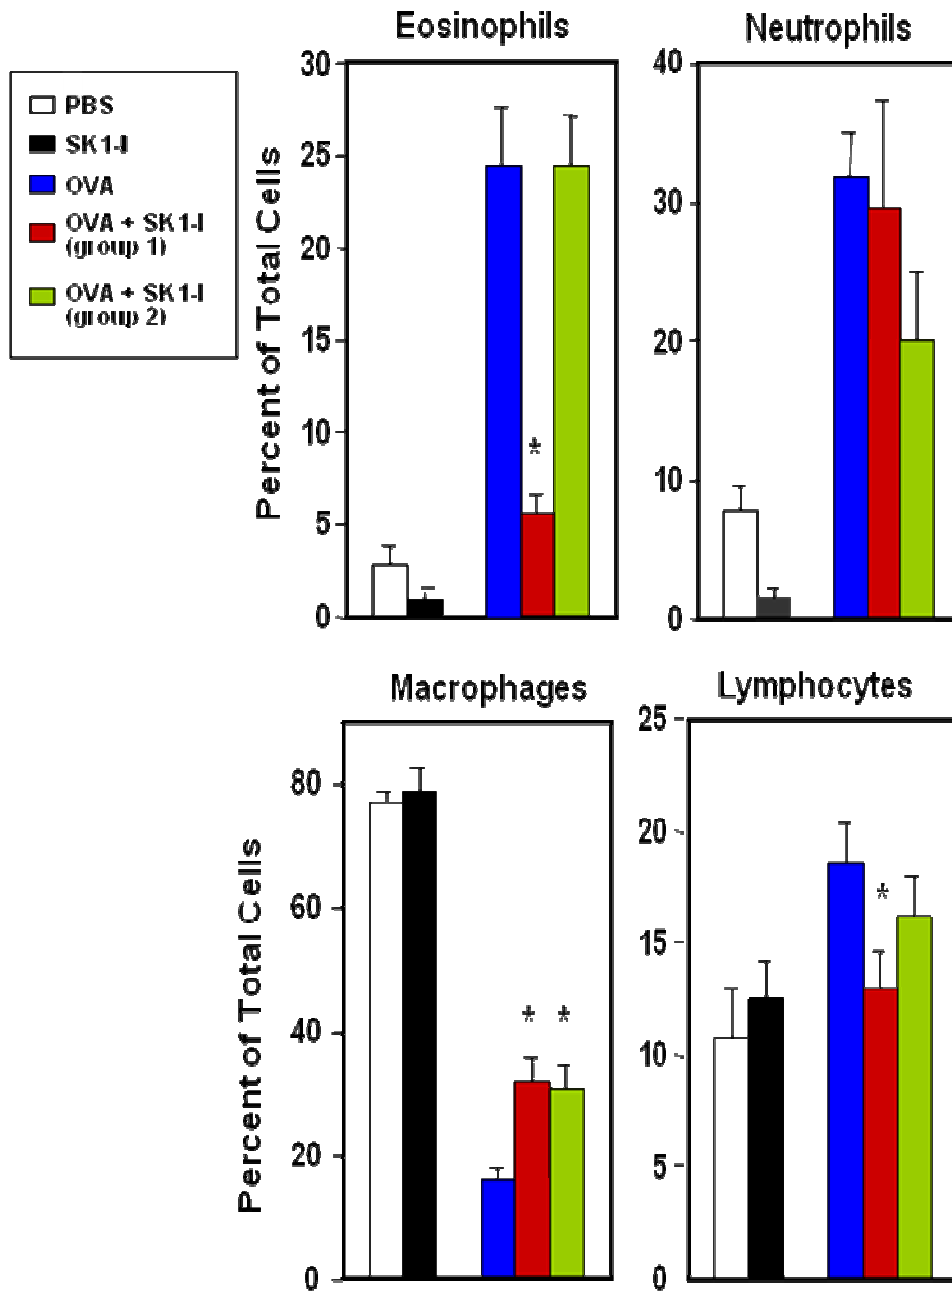 Eosinophils
Neutrophils
PBS
SK1-I
OVA
OVA + SK1-I
(group 1)
OVA + SK1-I
(group 2)
Percent of Total Cells
30
25
20
15
10
5
0
*
40
30
20
10
0
Macrophages
Lymphocytes
Percent of Total Cells
80
60
40
20
0
* *
25
20
15
10
5
0
*